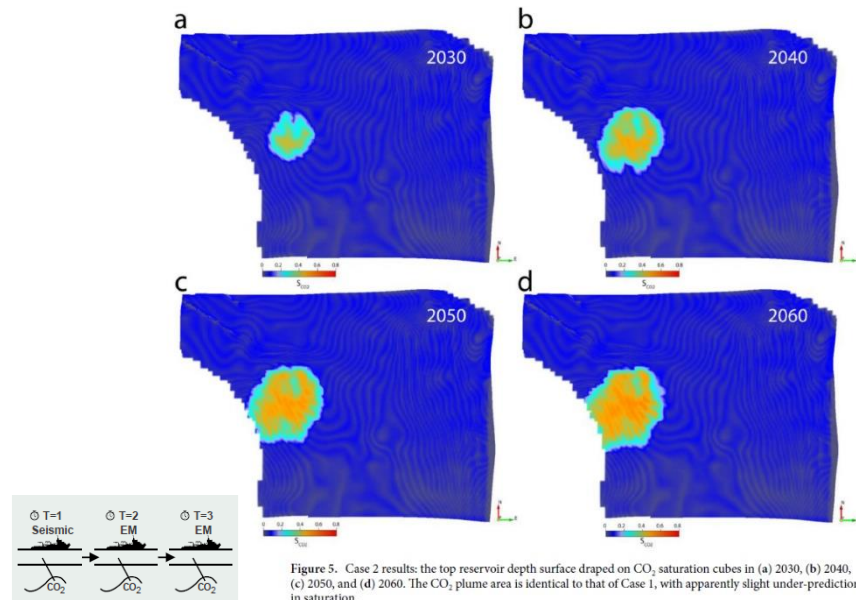 a
2030
0 0.2 0.4 0.6 0.8
SCO2
b
2040
0 0.2 0.4 0.6 0.8
SCO2
c
2050
0 0.2 0.4 0.6 0.8
SCO2
d
2060
0 0.2 0.4 0.6 0.8
SCO2
T=1 T=2 T=3
Seismic EM EM
CO2 CO2 CO2
Figure 5. Case 2 results: the top reservoir depth surface draped on CO2 saturation cubes in (a) 2030, (b) 2040,
(c) 2050, and (d) 2060. The CO2 plume area is identical to that of Case 1, with apparently slight under-prediction
in saturation